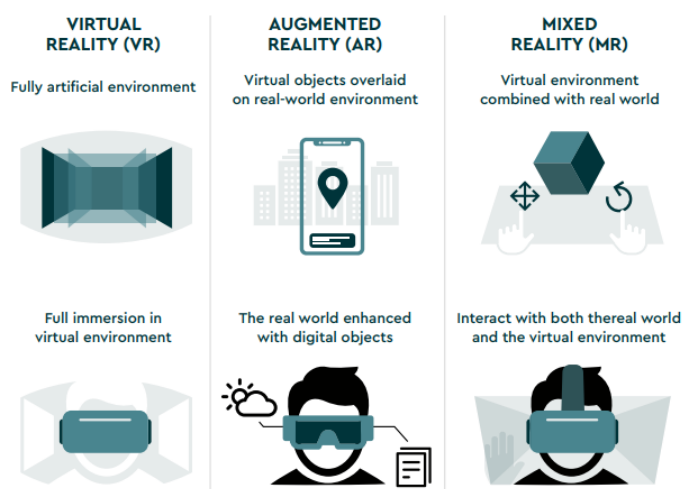 VIRTUAL
REALITY (VR)
Fully artificial environment
Full immersion in
virtual environment
AUGMENTED
REALITY (AR)
Virtual objects overlaid
on real-world environment
The real world enhanced
with digital objects
MIXED
REALITY (MR)
Virtual environment
combined with real world
Interact with both thereal world
and the virtual environment